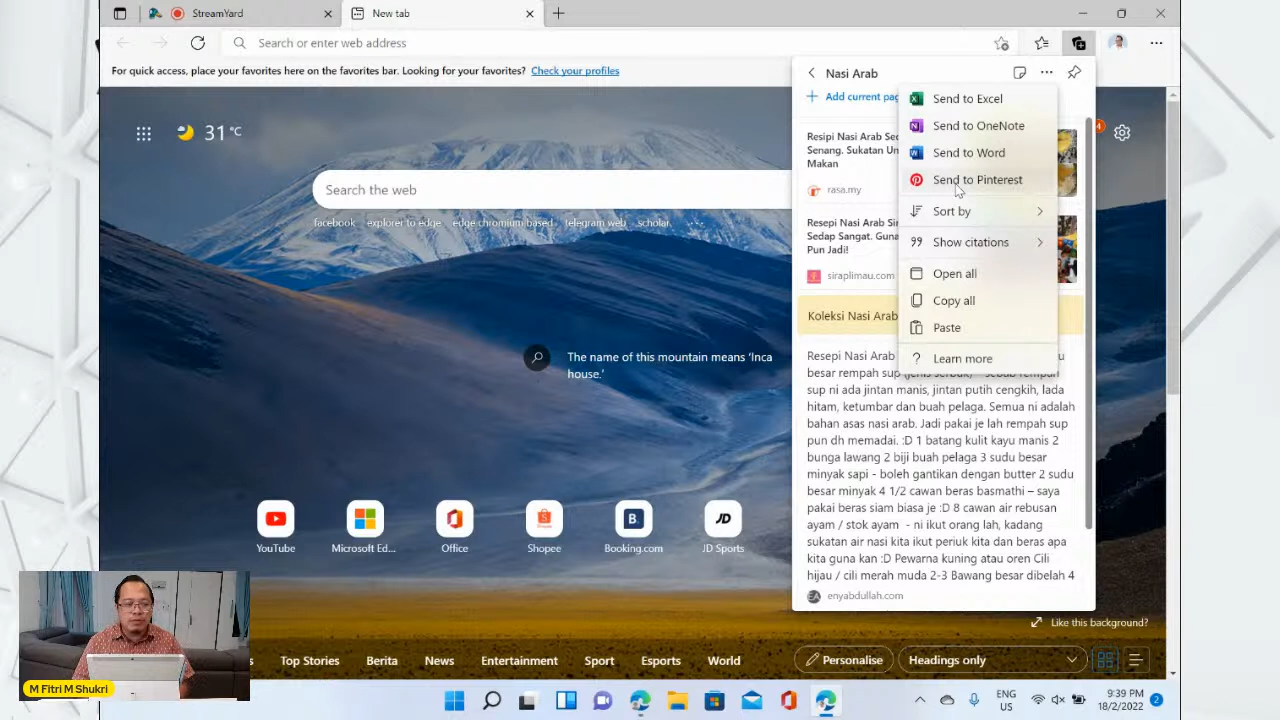 StreamYard
New tab
Search or enter web address
For quick access, place your favorites here on the favorites bar. Looking for your favorites? Check your profiles
31 °C
Search the web
facebook
explorer to edge
edge chromium based
telegram web
scholar
The name of this mountain means ‘Inca
house.’
YouTube
Microsoft Ed...
Office
Shopee
Booking.com
JD Sports
Nasi Arab
Add current pag
Resipi Nasi Arab Sed
Senang. Sukatan Un
Makan
rasa.my
Resepi Nasi Arab Sir
Sedap Sangat. Guna
Pun Jadi!
siraplimau.com
Koleksi Nasi Arab
Send to Excel
Send to OneNote
Send to Word
Send to Pinterest
Sort by
Show citations
Open all
Copy all
Paste
Learn more
Resepi Nasi Arab
besar rempah sup (jenis serbuk) – sebab rempah
sup ni ada jintan manis, jintan putih cengkih, lada
hitam, ketumbar dan buah pelaga. Semua ni adalah
bahan asas nasi arab. Jadi pakai je lah rempah sup
pun dh memadai. :D 1 batang kulit kayu manis 2
bunga lawang 2 biji buah pelaga 3 sudu besar
minyak sapi - boleh gantikan dengan butter 2 sudu
besar minyak 4 1/2 cawan beras basmathi – saya
pakai beras siam biasa je :D 8 cawan air rebusan
ayam / stok ayam - ni ikut orang lah, kadang
sukatan air nasi kita ikut periuk kita dan beras apa
kita guna kan :D Pewarna kuning atau oren Cili
hijau / cili merah muda 2-3 Bawang besar dibelah 4
EA enyabdullah.com
Like this background?
Top Stories
Berita
News
Entertainment
Sport
Esports
World
Personalise
Headings only
M Fitri M Shukri
ENG
US
9:39 PM
18/2/2022
2